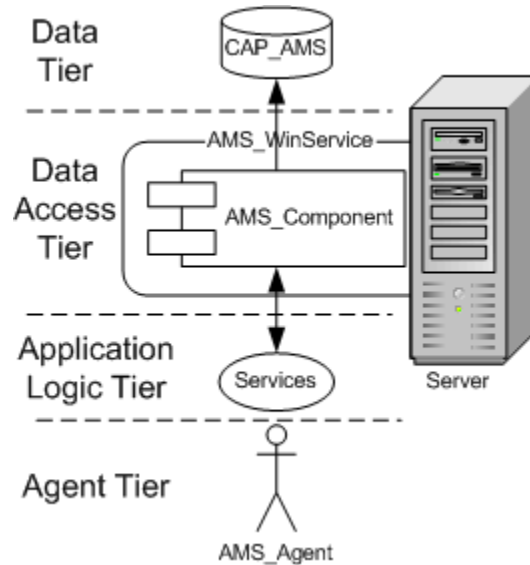 Data
Tier
CAP_AMS
AMS_WinService
Data
Access
Tier
AMS_Component
Application
Logic Tier
Services
Server
Agent Tier
AMS_Agent